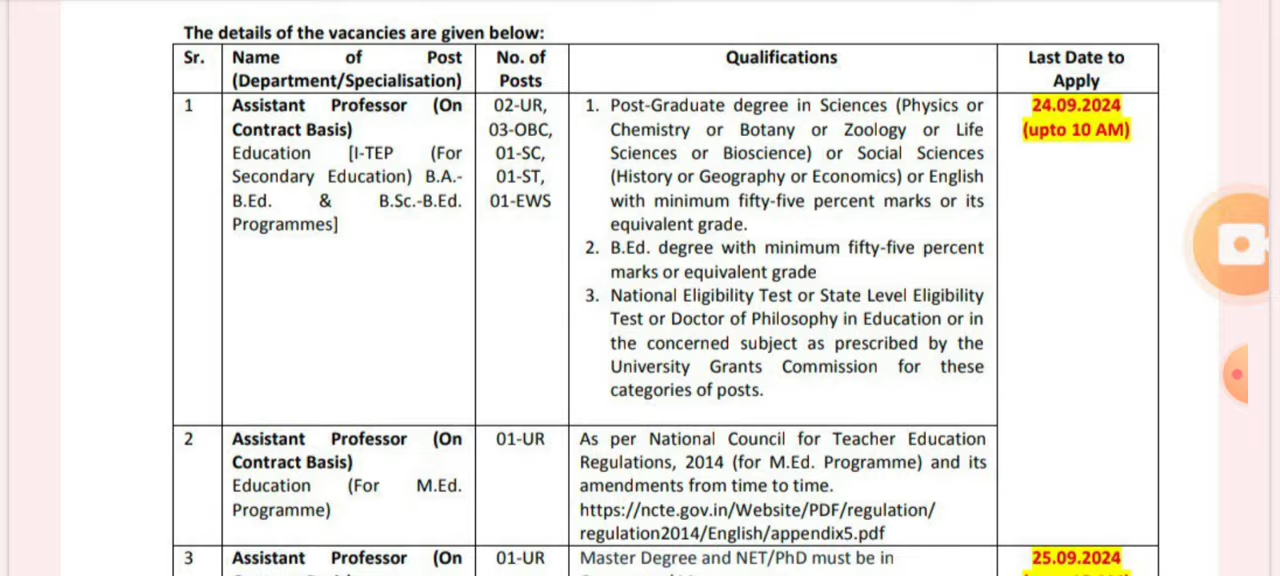 The details of the vacancies are given below:
Sr.
Name of Post
(Department/Specialisation)
No. of
Posts
Qualifications
Last Date to
Apply
1
Assistant Professor (On
Contract Basis)
Education [I-TEP (For
Secondary Education) B.A.-
B.Ed. & B.Sc.-B.Ed.
Programmes]
02-UR,
03-OBC,
01-SC,
01-ST,
01-EWS
1. Post-Graduate degree in Sciences (Physics or
Chemistry or Botany or Zoology or Life
Sciences or Bioscience) or Social Sciences
(History or Geography or Economics) or English
with minimum fifty-five percent marks or its
equivalent grade.
2. B.Ed. degree with minimum fifty-five percent
marks or equivalent grade
3. National Eligibility Test or State Level Eligibility
Test or Doctor of Philosophy in Education or in
the concerned subject as prescribed by the
University Grants Commission for these
categories of posts.
24.09.2024
(upto 10 AM)
2
Assistant Professor (On
Contract Basis)
Education (For M.Ed.
Programme)
01-UR
As per National Council for Teacher Education
Regulations, 2014 (for M.Ed. Programme) and its
amendments from time to time.
https://ncte.gov.in/Website/PDF/regulation/
regulation2014/English/appendix5.pdf
3
Assistant Professor (On
01-UR
Master Degree and NET/PhD must be in
25.09.2024